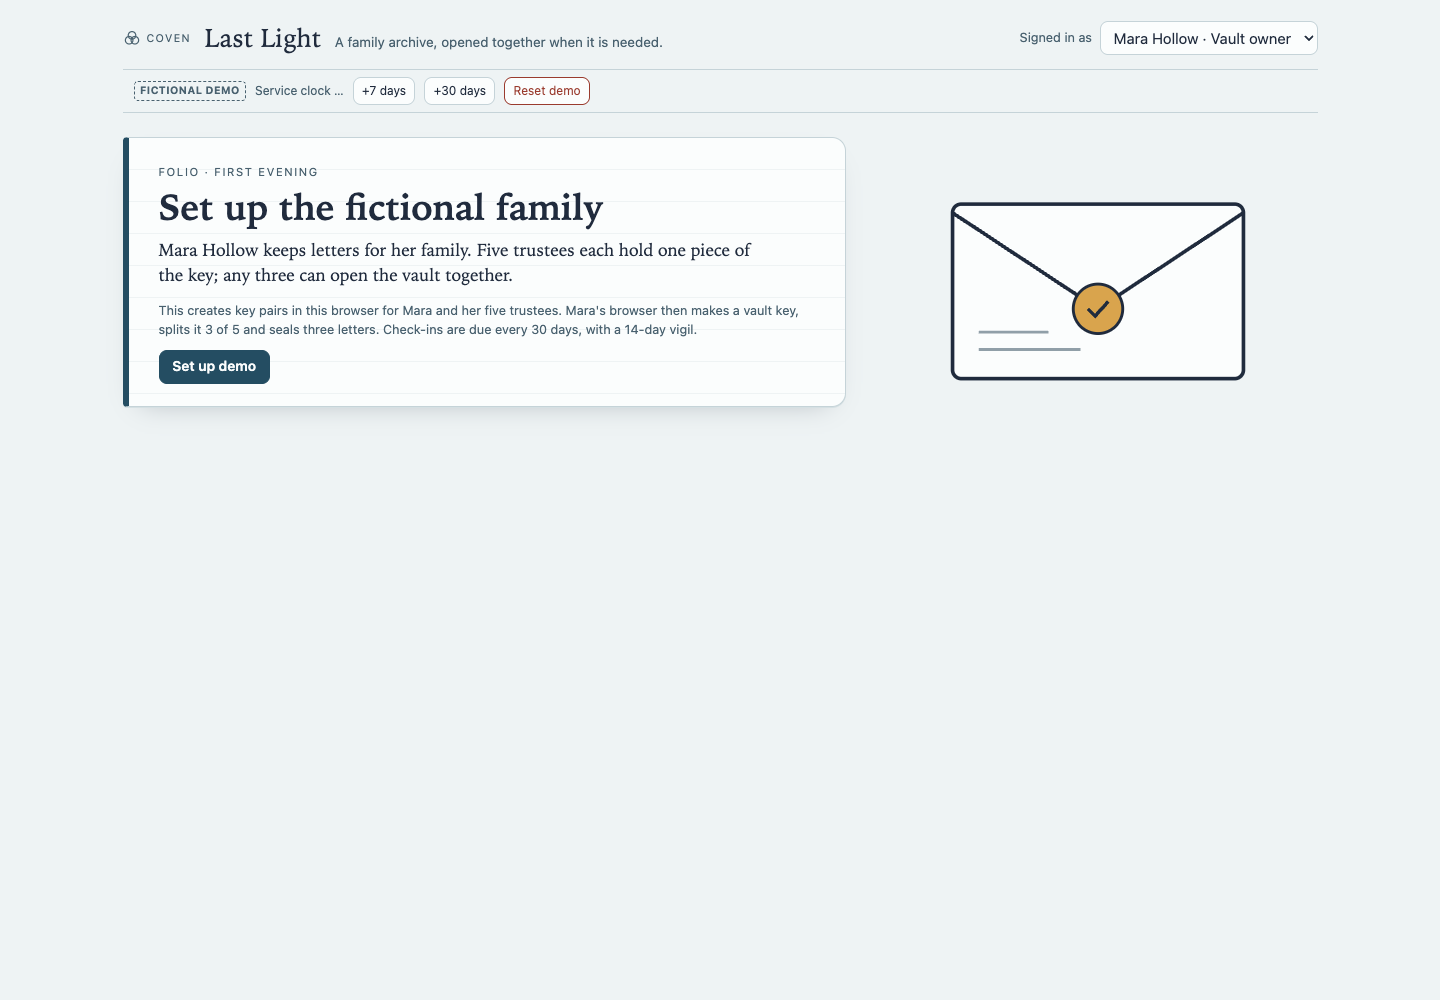 COVEN Last Light A family archive, opened together when it is needed. Signed in as Mara Hollow · Vault owner
FICTIONAL DEMO Service clock ... +7 days +30 days Reset demo
FOLIO · FIRST EVENING
Set up the fictional family
Mara Hollow keeps letters for her family. Five trustees each hold one piece of
the key; any three can open the vault together.
This creates key pairs in this browser for Mara and her five trustees. Mara's browser then makes a vault key,
splits it 3 of 5 and seals three letters. Check-ins are due every 30 days, with a 14-day vigil.
Set up demo